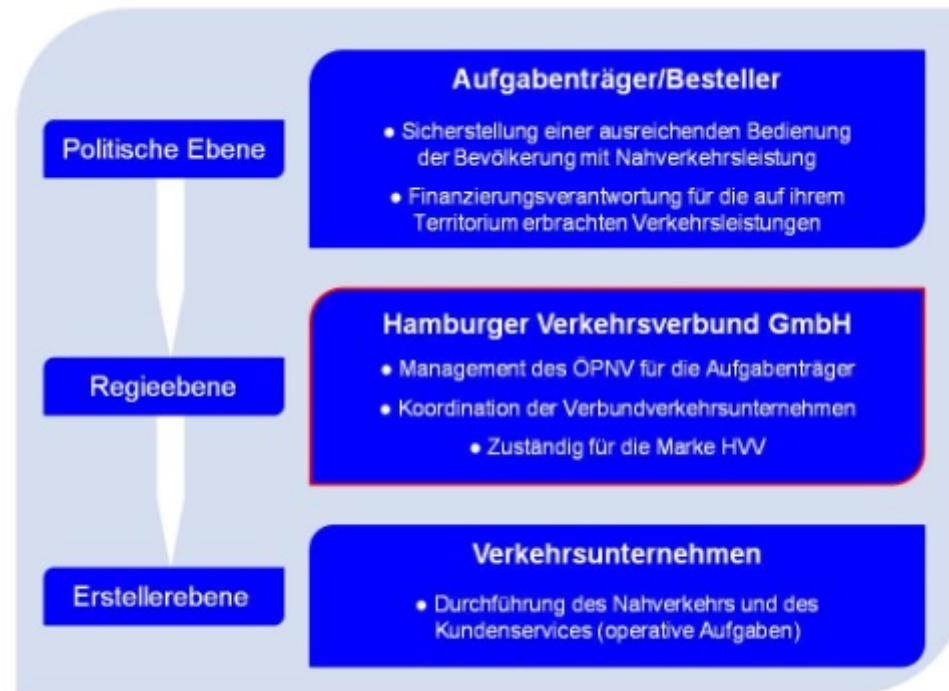 Politische Ebene
Aufgabenträger/Besteller
● Sicherstellung einer ausreichenden Bedienung
der Bevölkerung mit Nahverkehrsleistung
● Finanzierungsverantwortung für die auf ihrem
Territorium erbrachten Verkehrsleistungen
Regieebene
Hamburger Verkehrsverbund GmbH
● Management des ÖPNV für die Aufgabenträger
● Koordination der Verbundverkehrsunternehmen
● Zuständig für die Marke HVV
Erstellerebene
Verkehrsunternehmen
● Durchführung des Nahverkehrs und des
Kundenservices (operative Aufgaben)